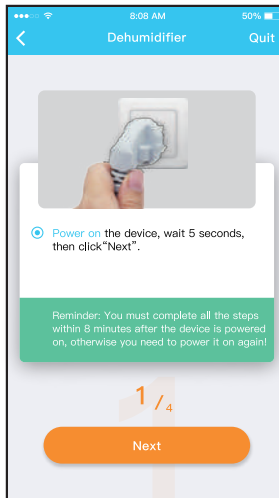 8:08 AM
50%
Dehumidifier
Quit
Power on the device, wait 5 seconds,
then click“Next”.
Reminder: You must complete all the steps
within 8 minutes after the device is powered
on, otherwise you need to power it on again!
1 / 4
Next